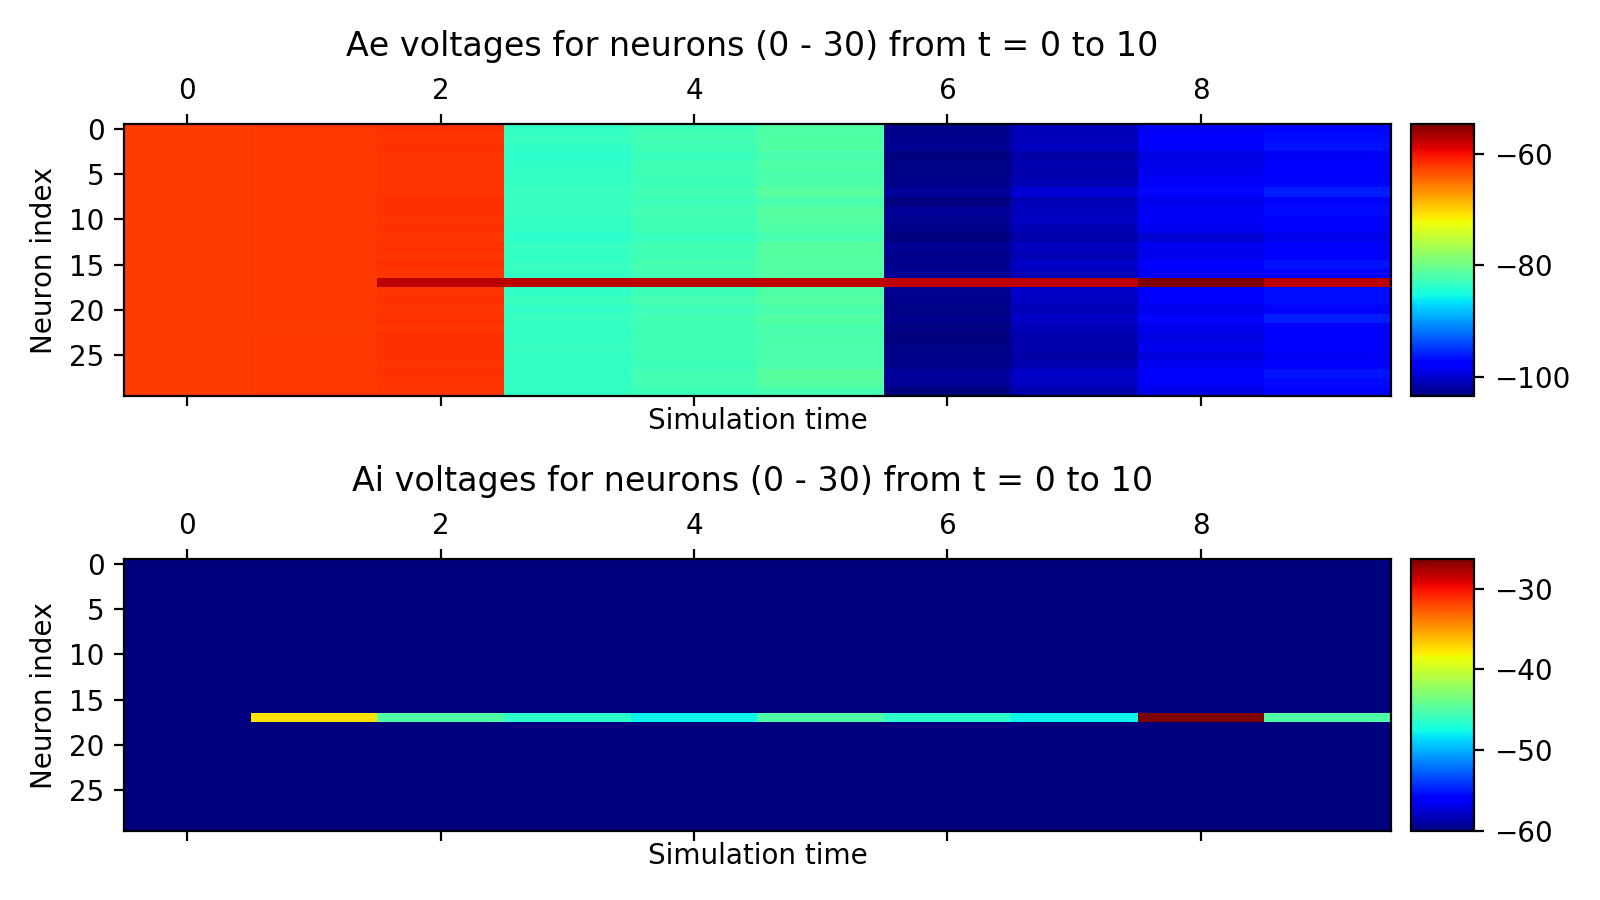 Ae voltages for neurons (0 - 30) from t = 0 to 10
0 2 4 6 8
0
5
10
15
20
25
Neuron index
Simulation time
−60
−80
−100
Ai voltages for neurons (0 - 30) from t = 0 to 10
0 2 4 6 8
0
5
10
15
20
25
Neuron index
Simulation time
−30
−40
−50
−60